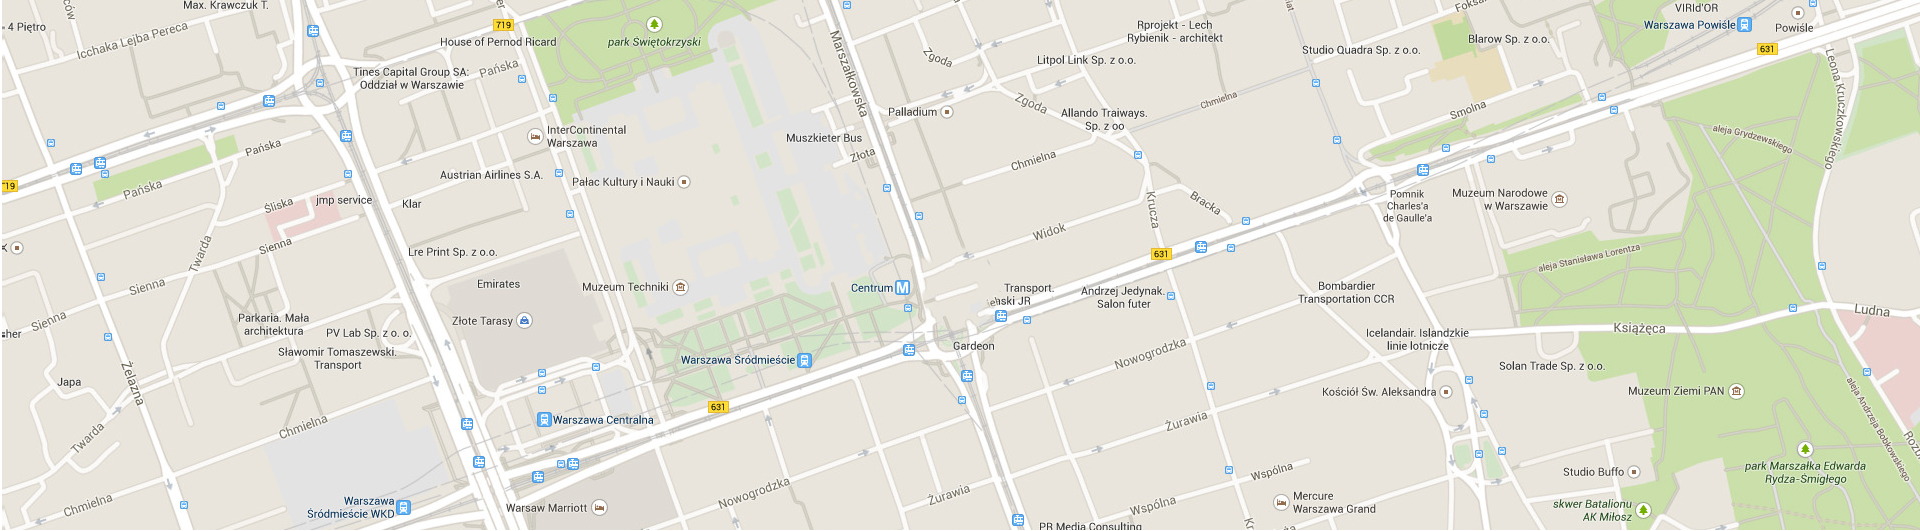 Max. Krawczuk T.
- 4 Piętro
Icchaka Lejba Pereca
719
House of Pernod Ricard
park Świętokrzyski
Pańska
Tines Capital Group SA:
Oddział w Warszawie
Marszałkowska
Zgoda
Rprojekt - Lech
Rybienik - architekt
Litpol Link Sp. z o.o.
Studio Quadra Sp. z o.o.
Foksal
Blarow Sp. z o.o.
VIRId'OR
Warszawa Powiśle
Powiśle
631
Leona Kruczkowskiego
Palladium
Zgoda
Allando Traiways.
Sp. z oo
Chmielna
Smolna
aleja Grydzewskiego
InterContinental
Warszawa
Muszkieter Bus
Złota
Chmielna
Pańska
Austrian Airlines S.A.
Pałac Kultury i Nauki
719
Pańska
Śliska
jmp service
Klar
Krucza
Bracka
Pomnik
Charles'a
de Gaulle'a
Muzeum Narodowe
w Warszawie
Sienna
Twarda
Lre Print Sp. z o.o.
Widok
631
aleja Stanisława Lorentza
Emirates
Muzeum Techniki
Centrum
M
Transport.
ński JR
Andrzej Jedynak.
Salon futer
Bombardier
Transportation CCR
Sienna
Sienna
Parkaria. Mała
architektura
PV Lab Sp. z o. o.
Złote Tarasy
Icelandair. Islandzkie
linie lotnicze
Książęca
Ludna
sher
Sławomir Tomaszewski.
Transport
Warszawa Śródmieście
Gardeon
Nowogrodzka
Solan Trade Sp. z o.o.
Japa
Żelazna
Kościół Św. Aleksandra
Muzeum Ziemi PAN
aleja Andrzeja Bobkowskiego
631
Warszawa Centralna
Chmielna
Twarda
Żurawia
Rozb
Wspólna
Studio Buffo
park Marszałka Edwarda
Rydza-Śmigłego
Chmielna
Warszawa
Śródmieście WKD
Warsaw Marriott
Nowogrodzka
Żurawia
Wspólna
Mercure
Warszawa Grand
skwer Batalionu
AK Miłosz
PR Media Consulting